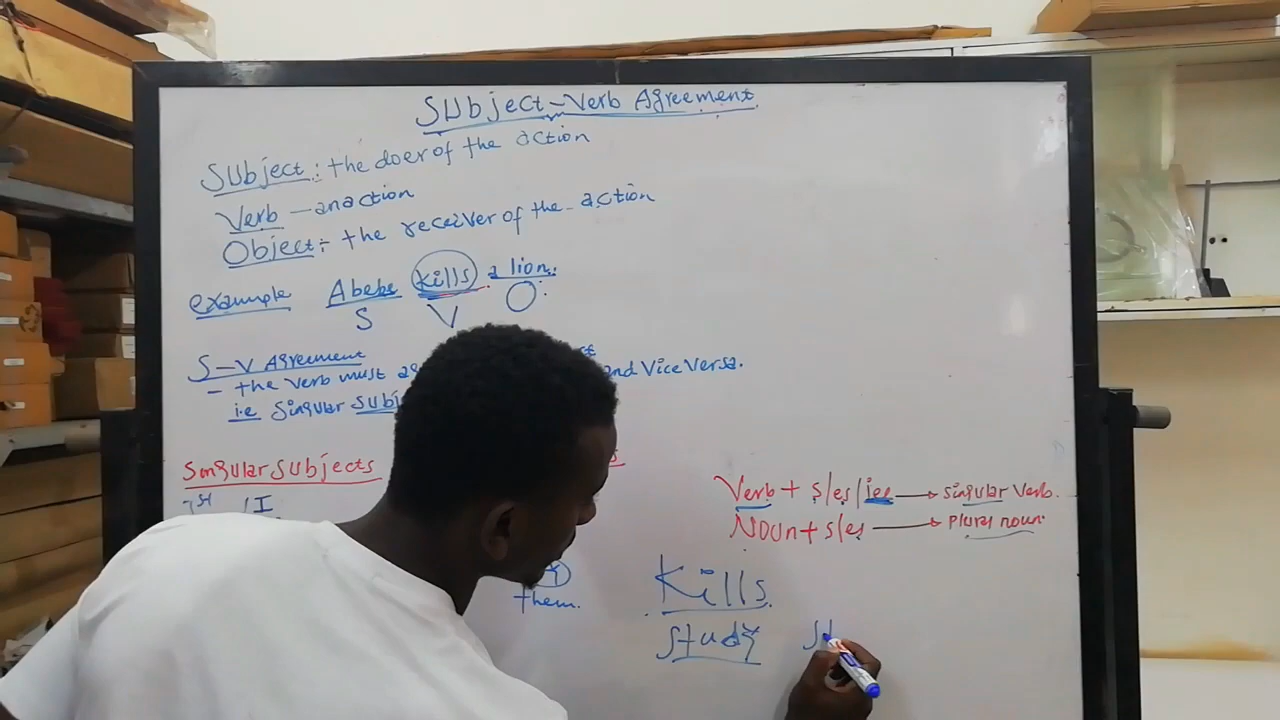 Subject-Verb Agreement
Subject: the doer of the action
Verb - an action
Object:- the receiver of the action
example Abebe kills a lion.
S V O
S-V Agreement
- the verb must and Vice Versa.
i.e Singular
Singular Subjects
1st I
Verb + s/es/ies → singular verb.
Noun + s/es → plural noun.
them.
Kills
study st